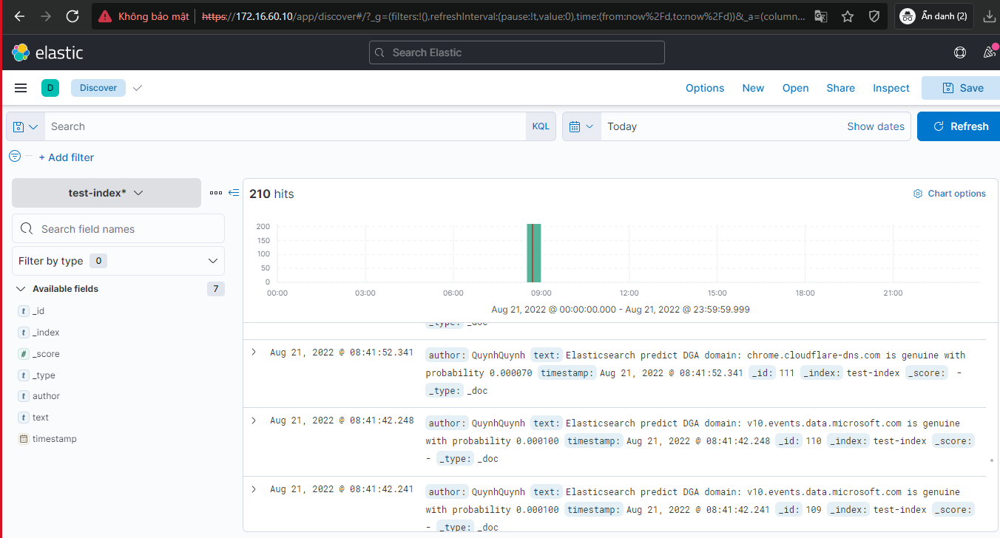 Không bảo mật https://172.16.60.10/app/discover#/?_g=(filters:!(),refreshInterval:(pause:!t,value:0),time:(from:now%2Fd,to:now%2Fd))&_a=(column... Ẩn danh (2)
elastic Search Elastic
D Discover Options New Open Share Inspect Save
Search KQL Today Show dates Refresh
+ Add filter
test-index* 210 hits Chart options
Search field names
Filter by type 0
Available fields 7
_id
_index
_score
_type
author
text
timestamp
200
150
100
50
0
00:00 03:00 06:00 09:00 12:00 15:00 18:00 21:00
Aug 21, 2022 @ 00:00:00.000 - Aug 21, 2022 @ 23:59:59.999
_type: _doc
Aug 21, 2022 @ 08:41:52.341 author: QuynhQuynh text: Elasticsearch predict DGA domain: chrome.cloudflare-dns.com is genuine with
probability 0.000070 timestamp: Aug 21, 2022 @ 08:41:52.341 _id: 111 _index: test-index _score: -
_type: _doc
Aug 21, 2022 @ 08:41:42.248 author: QuynhQuynh text: Elasticsearch predict DGA domain: v10.events.data.microsoft.com is genuine
with probability 0.000100 timestamp: Aug 21, 2022 @ 08:41:42.248 _id: 110 _index: test-index _score:
- _type: _doc
Aug 21, 2022 @ 08:41:42.241 author: QuynhQuynh text: Elasticsearch predict DGA domain: v10.events.data.microsoft.com is genuine
with probability 0.000100 timestamp: Aug 21, 2022 @ 08:41:42.241 _id: 109 _index: test-index _score:
- _type: _doc